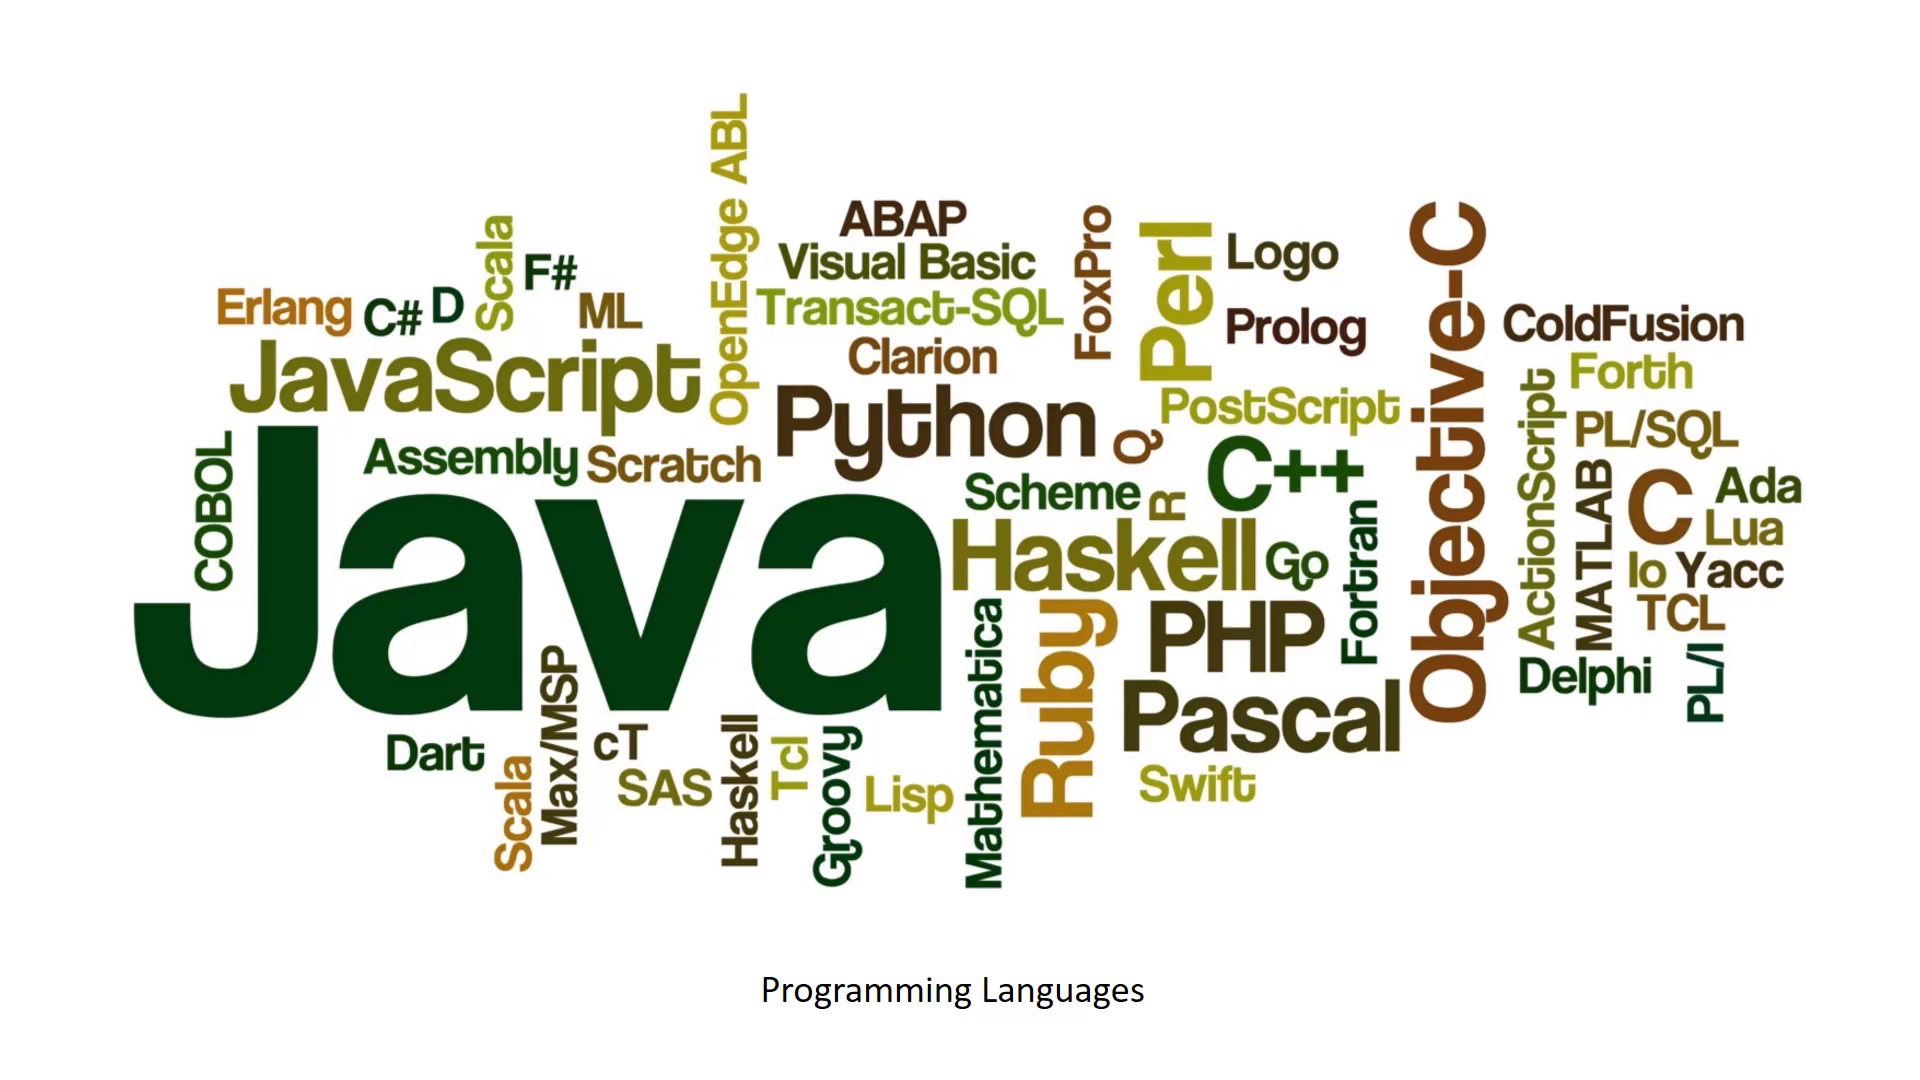 OpenEdge ABL
ABAP
Visual Basic
Transact-SQL
Clarion
Scala
F#
Erlang
C#
D
ML
JavaScript
FoxPro
Perl
Logo
Prolog
PostScript
Objective-C
ColdFusion
Forth
PL/SQL
ActionScript
MATLAB
C
Ada
Lua
Io
Yacc
TCL
Delphi
PL/I
COBOL
Assembly
Scratch
Python
Q
C++
Scheme
R
Java
Haskell
Go
Fortran
Mathematica
Ruby
PHP
Pascal
Swift
Dart
Scala
Max/MSP
cT
SAS
Haskell
Tcl
Groovy
Lisp
Programming Languages